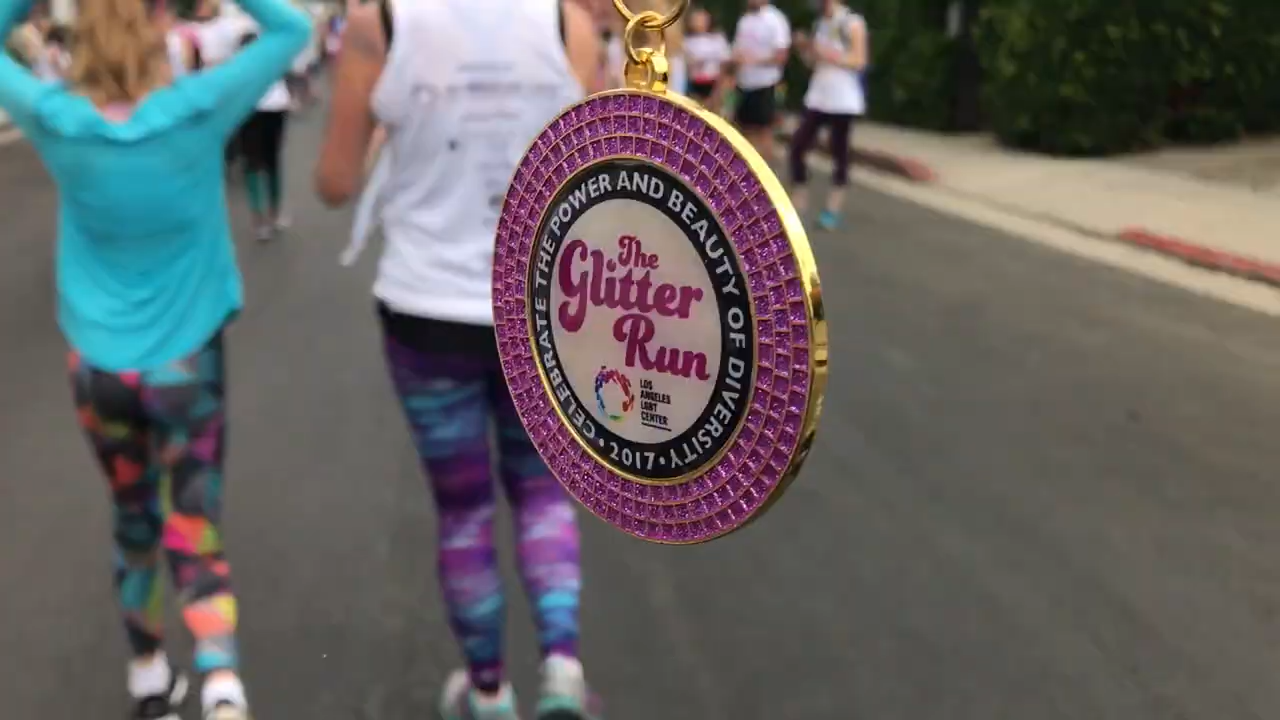 CELEBRATE THE POWER AND BEAUTY OF DIVERSITY
• 2017 •
The
Glitter
Run
LOS
ANGELES
LGBT
CENTER